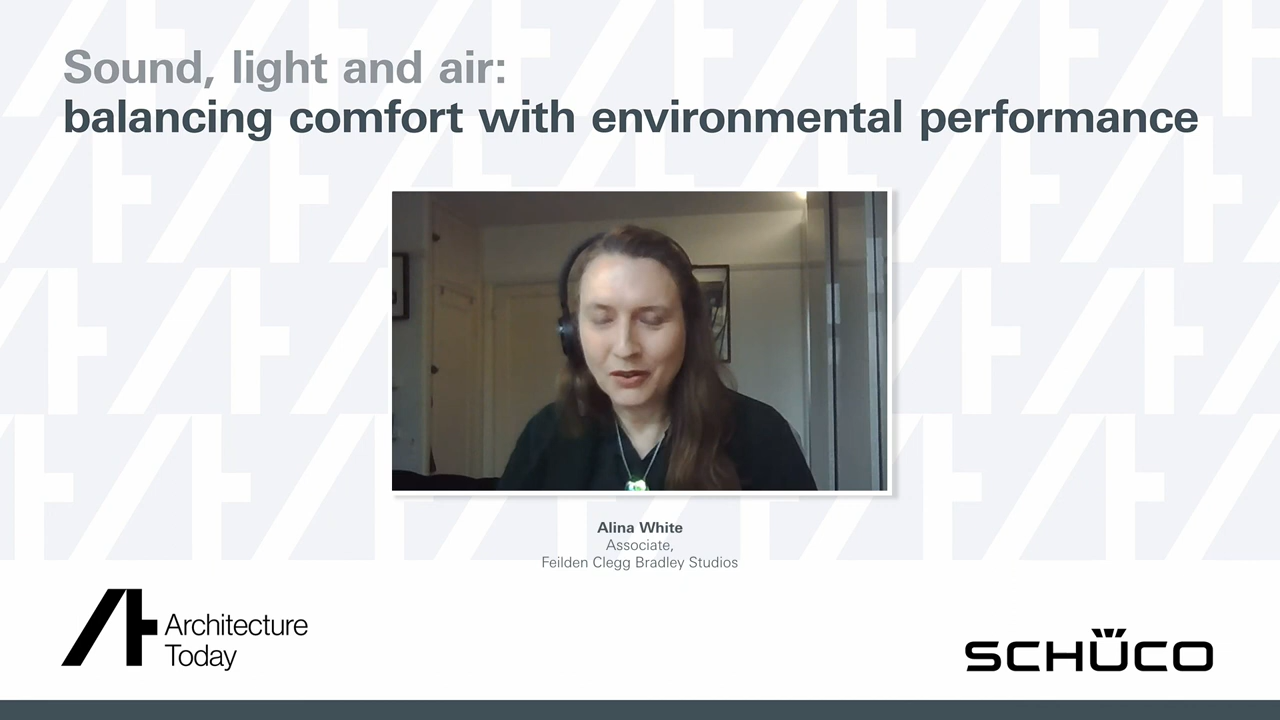 Sound, light and air:
balancing comfort with environmental performance
Alina White
Associate,
Feilden Clegg Bradley Studios
Architecture
Today
SCHÜCO